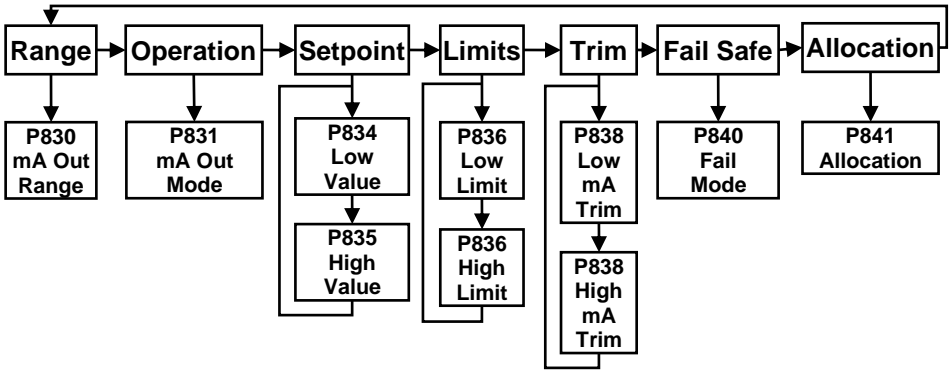 Range
Operation
Setpoint
Limits
Trim
Fail Safe
Allocation
P830
mA Out
Range
P831
mA Out
Mode
P834
Low
Value
P835
High
Value
P836
Low
Limit
P836
High
Limit
P838
Low
mA
Trim
P838
High
mA
Trim
P840
Fail
Mode
P841
Allocation